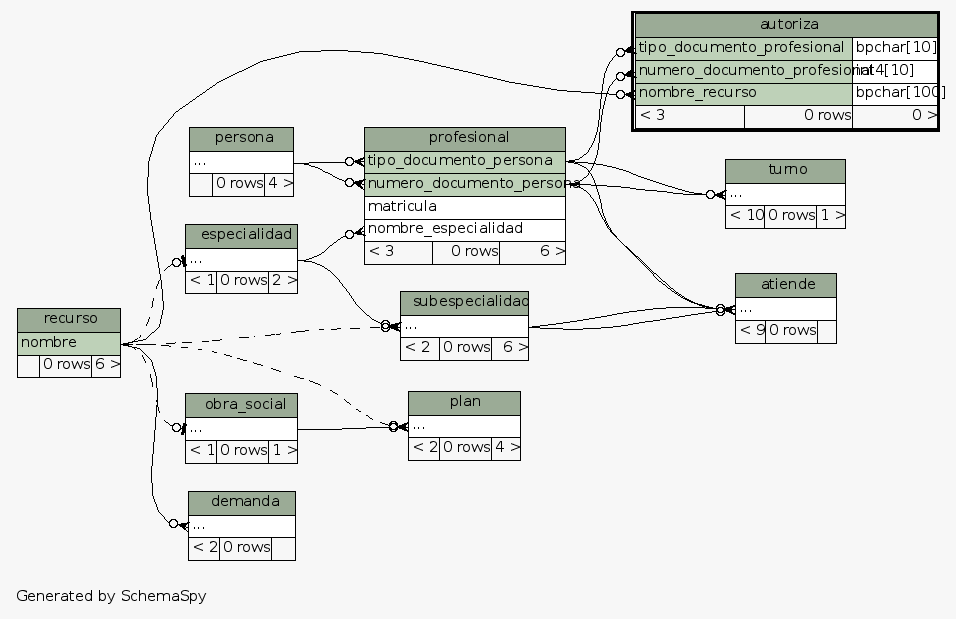 autoriza
tipo_documento_profesional bpchar[10]
numero_documento_profesional int4[10]
nombre_recurso bpchar[100]
< 3 0 rows 0 >
persona
...
0 rows 4 >
profesional
tipo_documento_persona
numero_documento_persona
matricula
nombre_especialidad
< 3 0 rows 6 >
turno
...
< 10 0 rows 1 >
especialidad
...
< 1 0 rows 2 >
atiende
...
< 9 0 rows
subespecialidad
...
< 2 0 rows 6 >
recurso
nombre
0 rows 6 >
obra_social
...
< 1 0 rows 1 >
plan
...
< 2 0 rows 4 >
demanda
...
< 2 0 rows
Generated by SchemaSpy